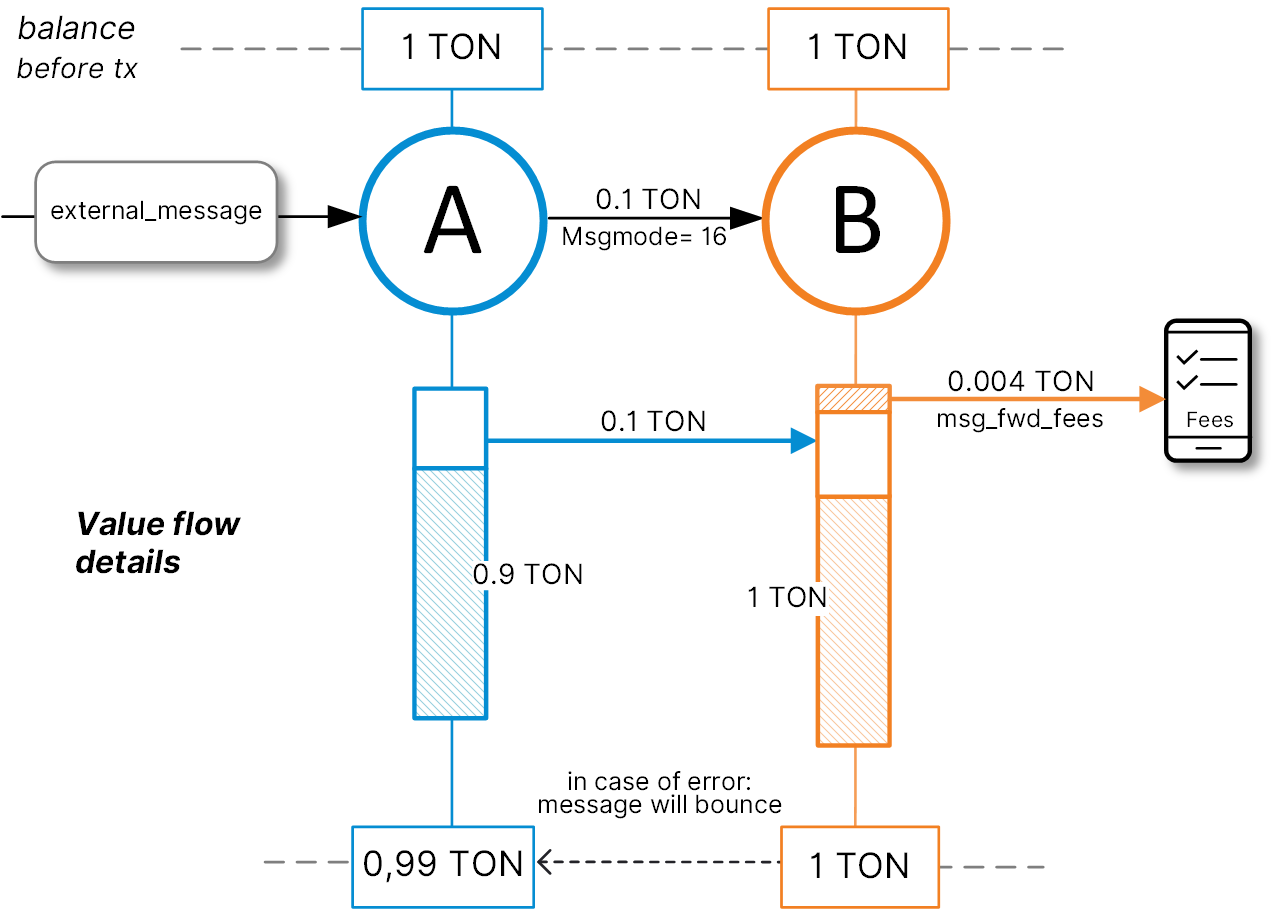 balance
before tx
1 TON
1 TON
external_message
A
0.1 TON
Msgmode= 16
B
0.004 TON
msg_fwd_fees
Fees
0.1 TON
Value flow
details
0.9 TON
1 TON
in case of error:
message will bounce
0,99 TON
1 TON